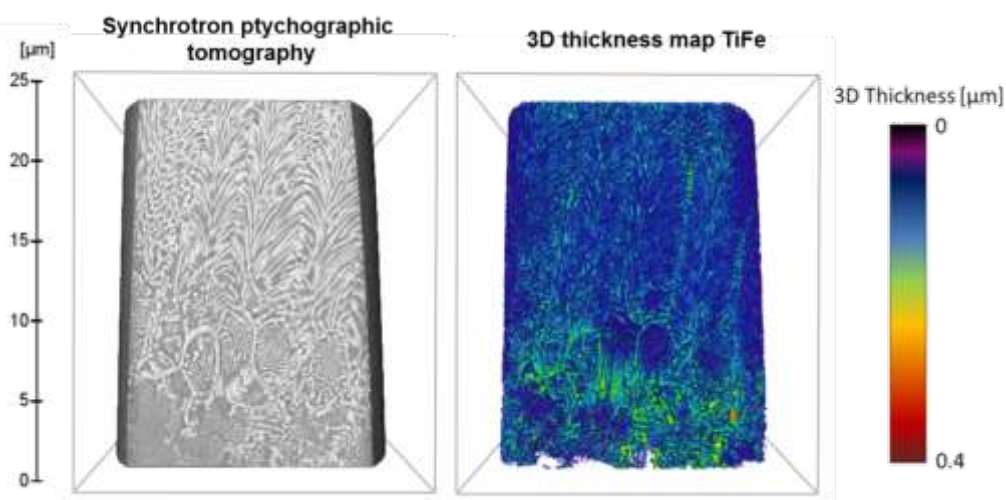 Synchrotron ptychographic
tomography
3D thickness map TiFe
[µm]
25
20
15
10
5
0
3D Thickness [µm]
0
0.4